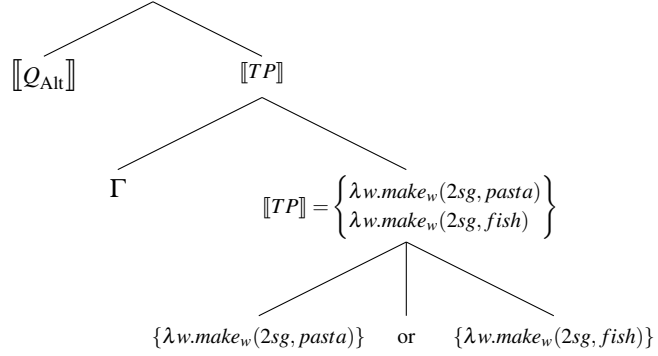 ⟦Q_Alt⟧ ⟦TP⟧
Γ
⟦TP⟧ = { λw.make_w(2sg, pasta)
λw.make_w(2sg, fish) }
{λw.make_w(2sg, pasta)} or {λw.make_w(2sg, fish)}